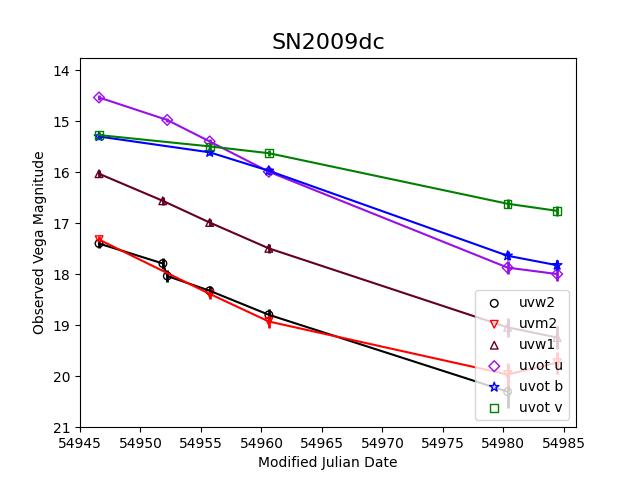 SN2009dc
14
15
16
17
18
19
20
21
Observed Vega Magnitude
54945 54950 54955 54960 54965 54970 54975 54980 54985
Modified Julian Date
uvw2
uvm2
uvw1
uvot u
uvot b
uvot v